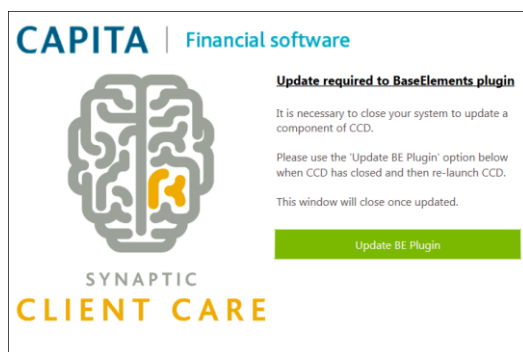 CAPITA | Financial software
Update required to BaseElements plugin
It is necessary to close your system to update a
component of CCD.
Please use the 'Update BE Plugin' option below
when CCD has closed and then re-launch CCD.
This window will close once updated.
Update BE Plugin
SYNAPTIC
CLIENT CARE